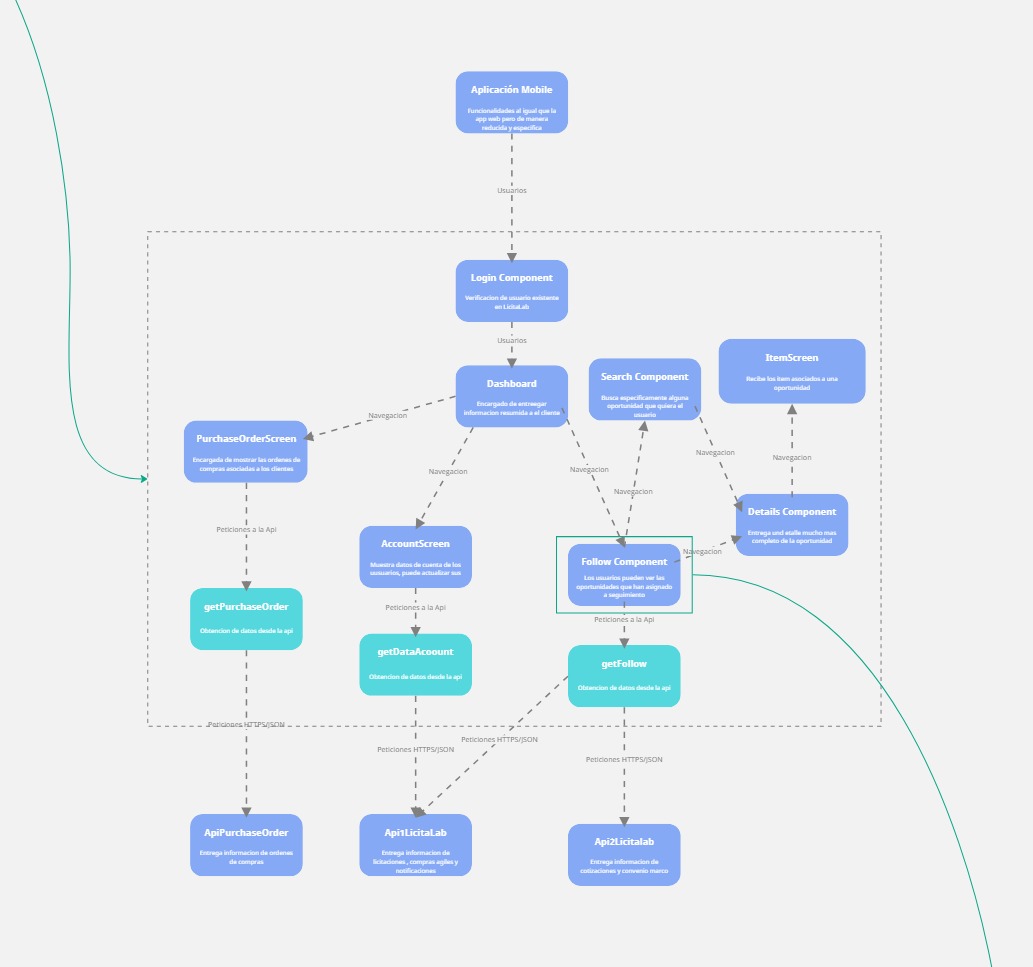 Aplicación Mobile
Funcionalidades al igual que la
app web pero de manera
reducida y especifica
Usuarios
Login Component
Verificacion de usuario existente
en LicitaLab
Usuarios
Dashboard
Encargado de entreegar
informacion resumida a el cliente
Search Component
Busca especificamente alguna
oportunidad que quiera el
usuario
ItemScreen
Recibe los item asociados a una
oportunidad
Navegacion
PurchaseOrderScreen
Encargada de mostrar las ordenes de
compras asociadas a los clientes
Navegacion
Navegacion
Navegacion
Navegacion
Navegacion
Details Component
Entrega und etalle mucho mas
completo de la oportunidad
Peticiones a la Api
AccountScreen
Muestra datos de cuenta de los
ususarios, puede actualizar sus
Follow Component
Los usuarios pueden ver las
oportunidades que han asignado
a seguimiento
Navegacion
getPurchaseOrder
Obtencion de datos desde la api
Peticiones a la Api
Peticiones a la Api
getDataAcoount
Obtencion de datos desde la api
getFollow
Obtencion de datos desde la api
Peticiones HTTPS/JSON
Peticiones HTTPS/JSON
Peticiones HTTPS/JSON
Peticiones HTTPS/JSON
ApiPurchaseOrder
Entrega informacion de ordenes
de compras
Api1LicitaLab
Entrega informacion de
licitaciones , compras agiles y
notificaciones
Api2Licitalab
Entrega informacion de
cotizaciones y convenio marco